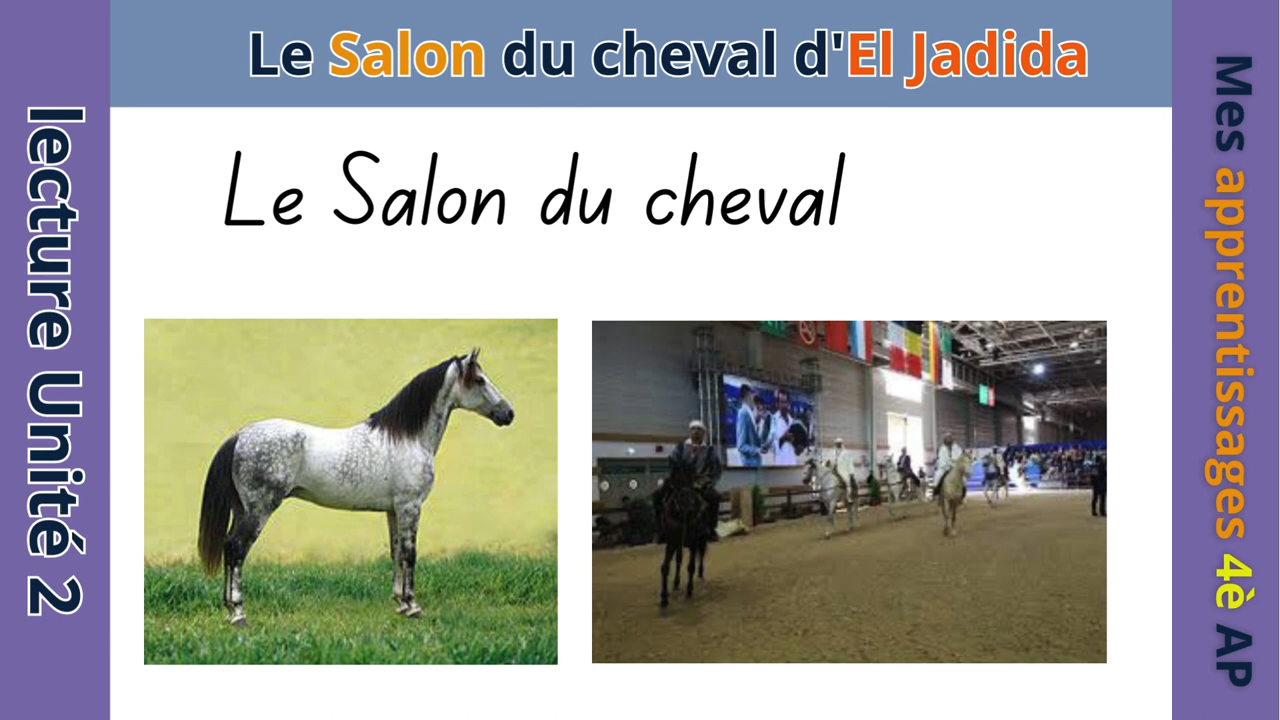 Le Salon du cheval d'El Jadida
lecture Unité 2
Le Salon du cheval
Mes apprentissages 4è AP